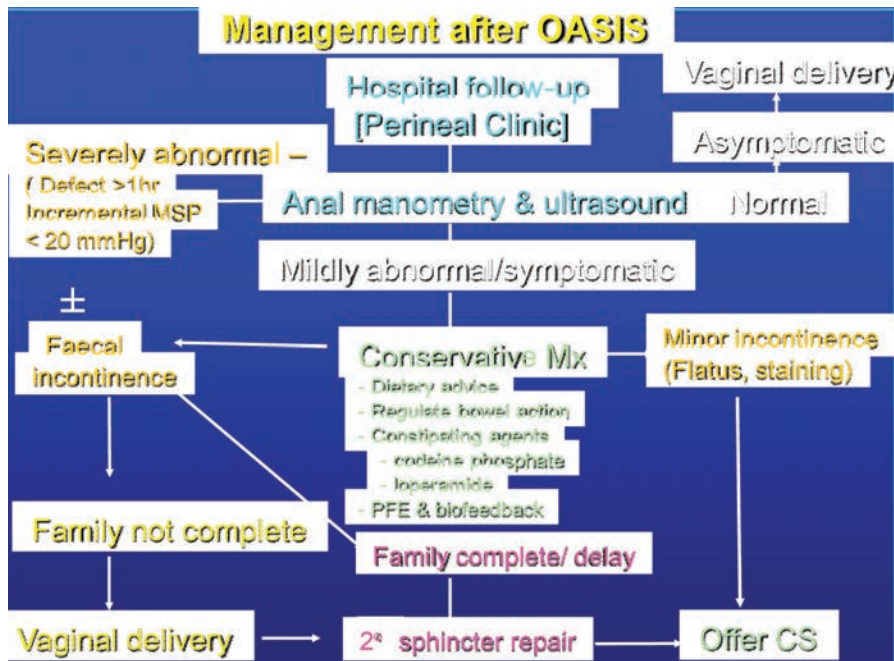 Management after OASIS
Hospital follow-up
[Perineal Clinic]
Vaginal delivery
Asymptomatic
Severely abnormal –
( Defect >1hr
Incremental MSP
< 20 mmHg)
Anal manometry & ultrasound
Normal
Mildly abnormal/symptomatic
±
Faecal
incontinence
Conservative Mx
- Dietary advice
- Regulate bowel action
- Constipating agents
- codeine phosphate
- loperamide
- PFE & biofeedback
Minor incontinence
(Flatus, staining)
Family not complete
Family complete/ delay
Vaginal delivery
2° sphincter repair
Offer CS